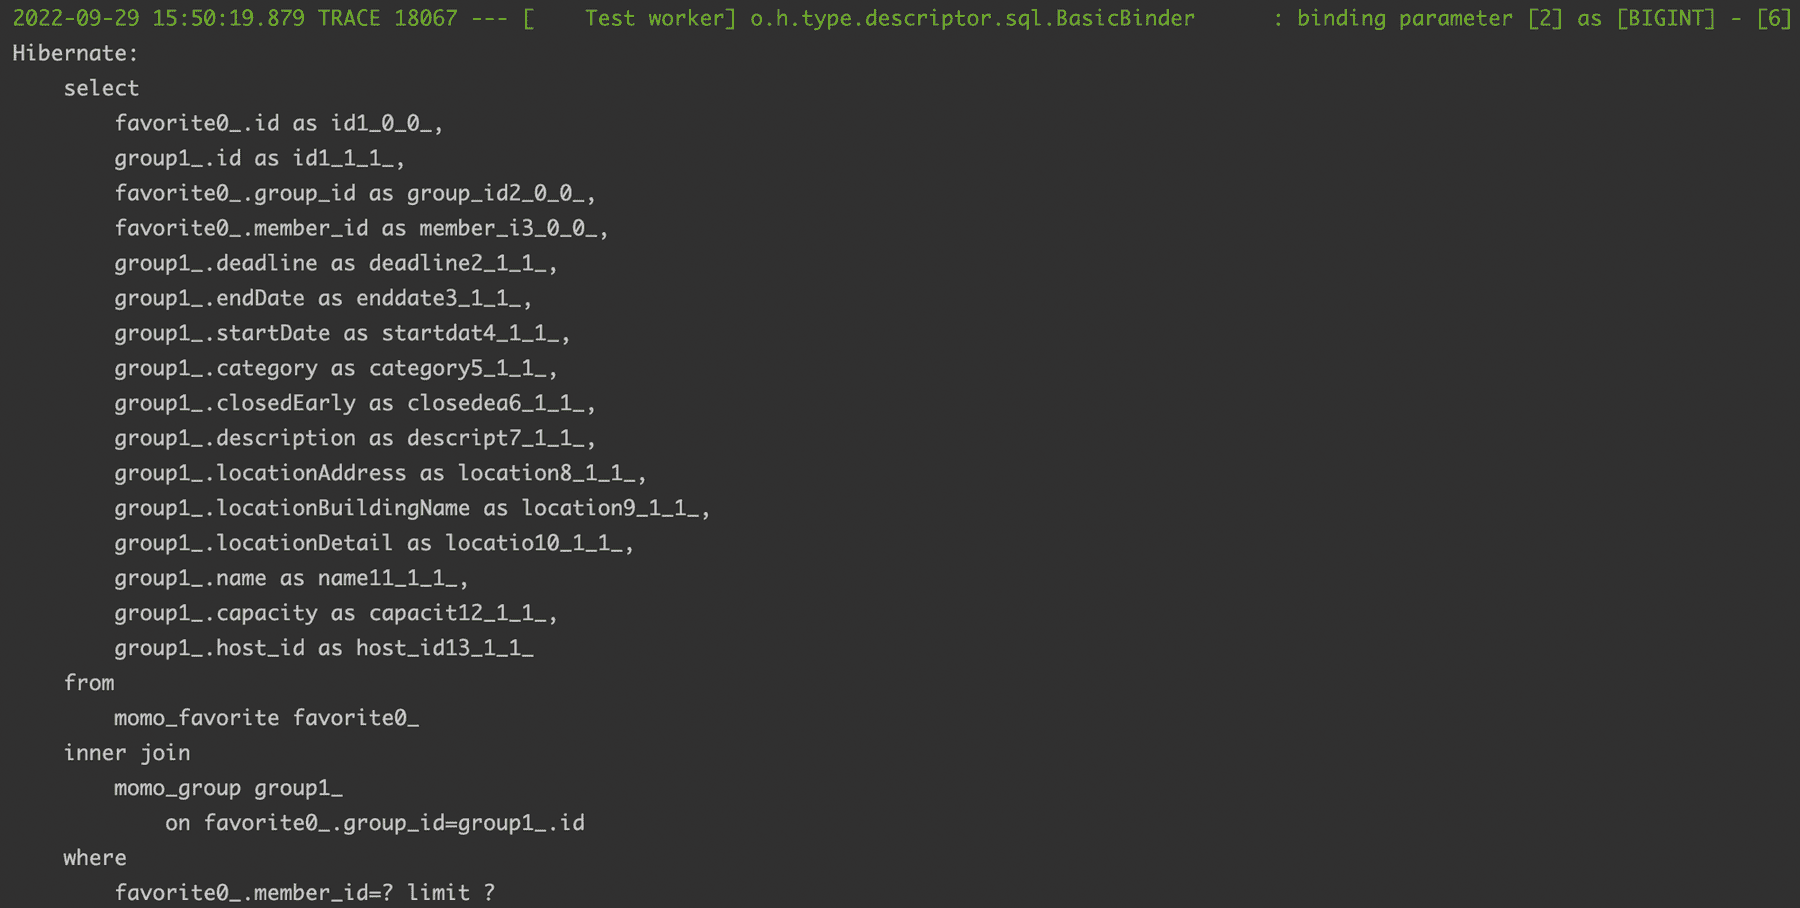 2022-09-29 15:50:19.879 TRACE 18067 --- [    Test worker] o.h.type.descriptor.sql.BasicBinder      : binding parameter [2] as [BIGINT] - [6]
Hibernate:
    select
        favorite0_.id as id1_0_0_,
        group1_.id as id1_1_1_,
        favorite0_.group_id as group_id2_0_0_,
        favorite0_.member_id as member_i3_0_0_,
        group1_.deadline as deadline2_1_1_,
        group1_.endDate as enddate3_1_1_,
        group1_.startDate as startdat4_1_1_,
        group1_.category as category5_1_1_,
        group1_.closedEarly as closedea6_1_1_,
        group1_.description as descript7_1_1_,
        group1_.locationAddress as location8_1_1_,
        group1_.locationBuildingName as location9_1_1_,
        group1_.locationDetail as locatio10_1_1_,
        group1_.name as name11_1_1_,
        group1_.capacity as capacit12_1_1_,
        group1_.host_id as host_id13_1_1_
    from
        momo_favorite favorite0_
    inner join
        momo_group group1_
            on favorite0_.group_id=group1_.id
    where
        favorite0_.member_id=? limit ?